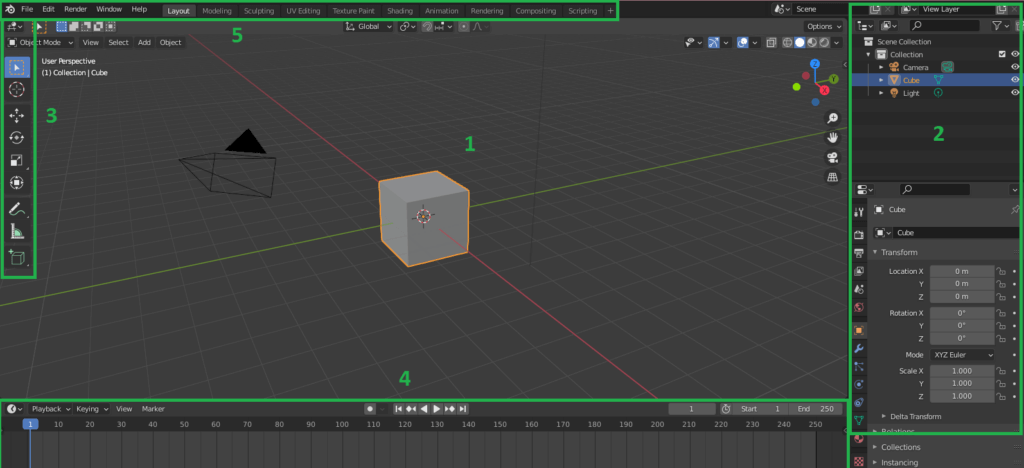 File Edit Render Window Help Layout Modeling Sculpting UV Editing Texture Paint Shading Animation Rendering Compositing Scripting + Scene View Layer
5
Global Options
Object Mode View Select Add Object
User Perspective
(1) Collection | Cube
Z
Y
X
3
1
4
Scene Collection
Collection
Camera
Cube
Light
2
Cube
Cube
Transform
Location X 0 m
Y 0 m
Z 0 m
Rotation X 0°
Y 0°
Z 0°
Mode XYZ Euler
Scale X 1.000
Y 1.000
Z 1.000
Delta Transform
Relations
Collections
Instancing
Playback Keying View Marker 1 Start 1 End 250
1 10 20 30 40 50 60 70 80 90 100 110 120 130 140 150 160 170 180 190 200 210 220 230 240 250